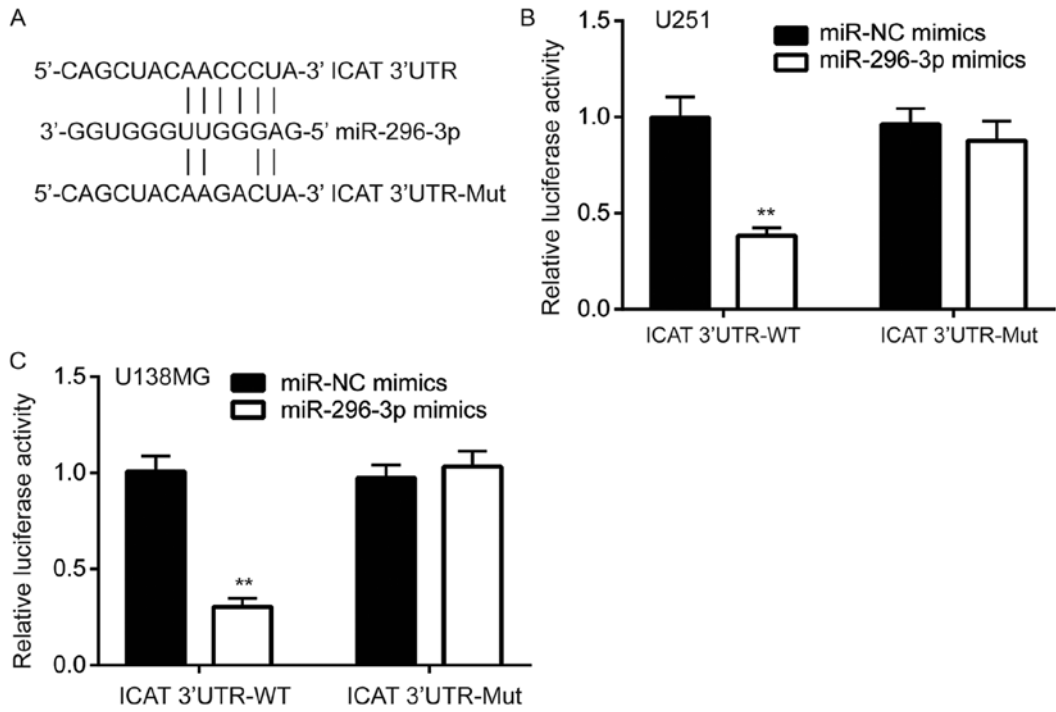 A
5'-CAGCUACAACCCUA-3' ICAT 3'UTR
3'-GGUGGGUUGGGAG-5' miR-296-3p
5'-CAGCUACAAGACUA-3' ICAT 3'UTR-Mut
B
U251
miR-NC mimics
miR-296-3p mimics
Relative luciferase activity
1.5
1.0
0.5
0.0
**
ICAT 3'UTR-WT
ICAT 3'UTR-Mut
C
U138MG
miR-NC mimics
miR-296-3p mimics
Relative luciferase activity
1.5
1.0
0.5
0.0
**
ICAT 3'UTR-WT
ICAT 3'UTR-Mut